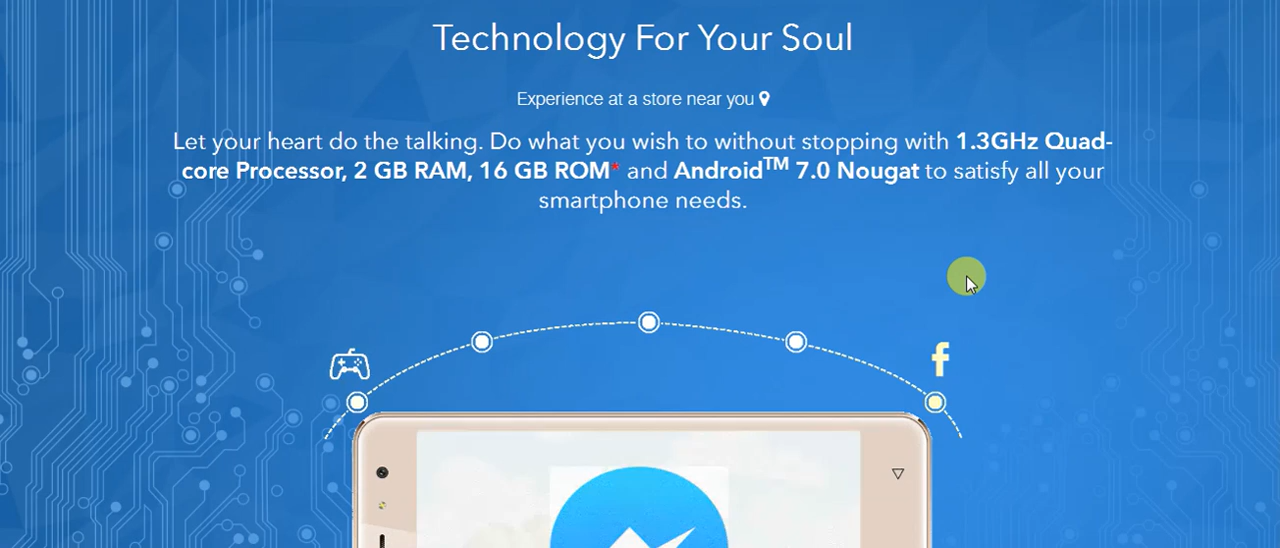 Technology For Your Soul
Experience at a store near you
Let your heart do the talking. Do what you wish to without stopping with 1.3GHz Quad-
core Processor, 2 GB RAM, 16 GB ROM* and Android™ 7.0 Nougat to satisfy all your
smartphone needs.